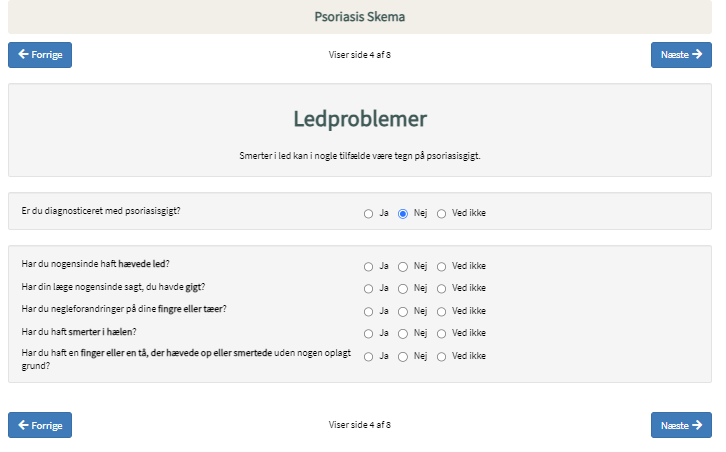 Psoriasis Skema
Forrige
Viser side 4 af 8
Næste
Ledproblemer
Smerter i led kan i nogle tilfælde være tegn på psoriasisgigt.
Er du diagnosticeret med psoriasisgigt? Ja Nej Ved ikke
Har du nogensinde haft hævede led? Ja Nej Ved ikke
Har din læge nogensinde sagt, du havde gigt? Ja Nej Ved ikke
Har du negleforandringer på dine fingre eller tæer? Ja Nej Ved ikke
Har du haft smerter i hælen? Ja Nej Ved ikke
Har du haft en finger eller en tå, der hævede op eller smertede uden nogen oplagt Ja Nej Ved ikke
grund?
Forrige
Viser side 4 af 8
Næste